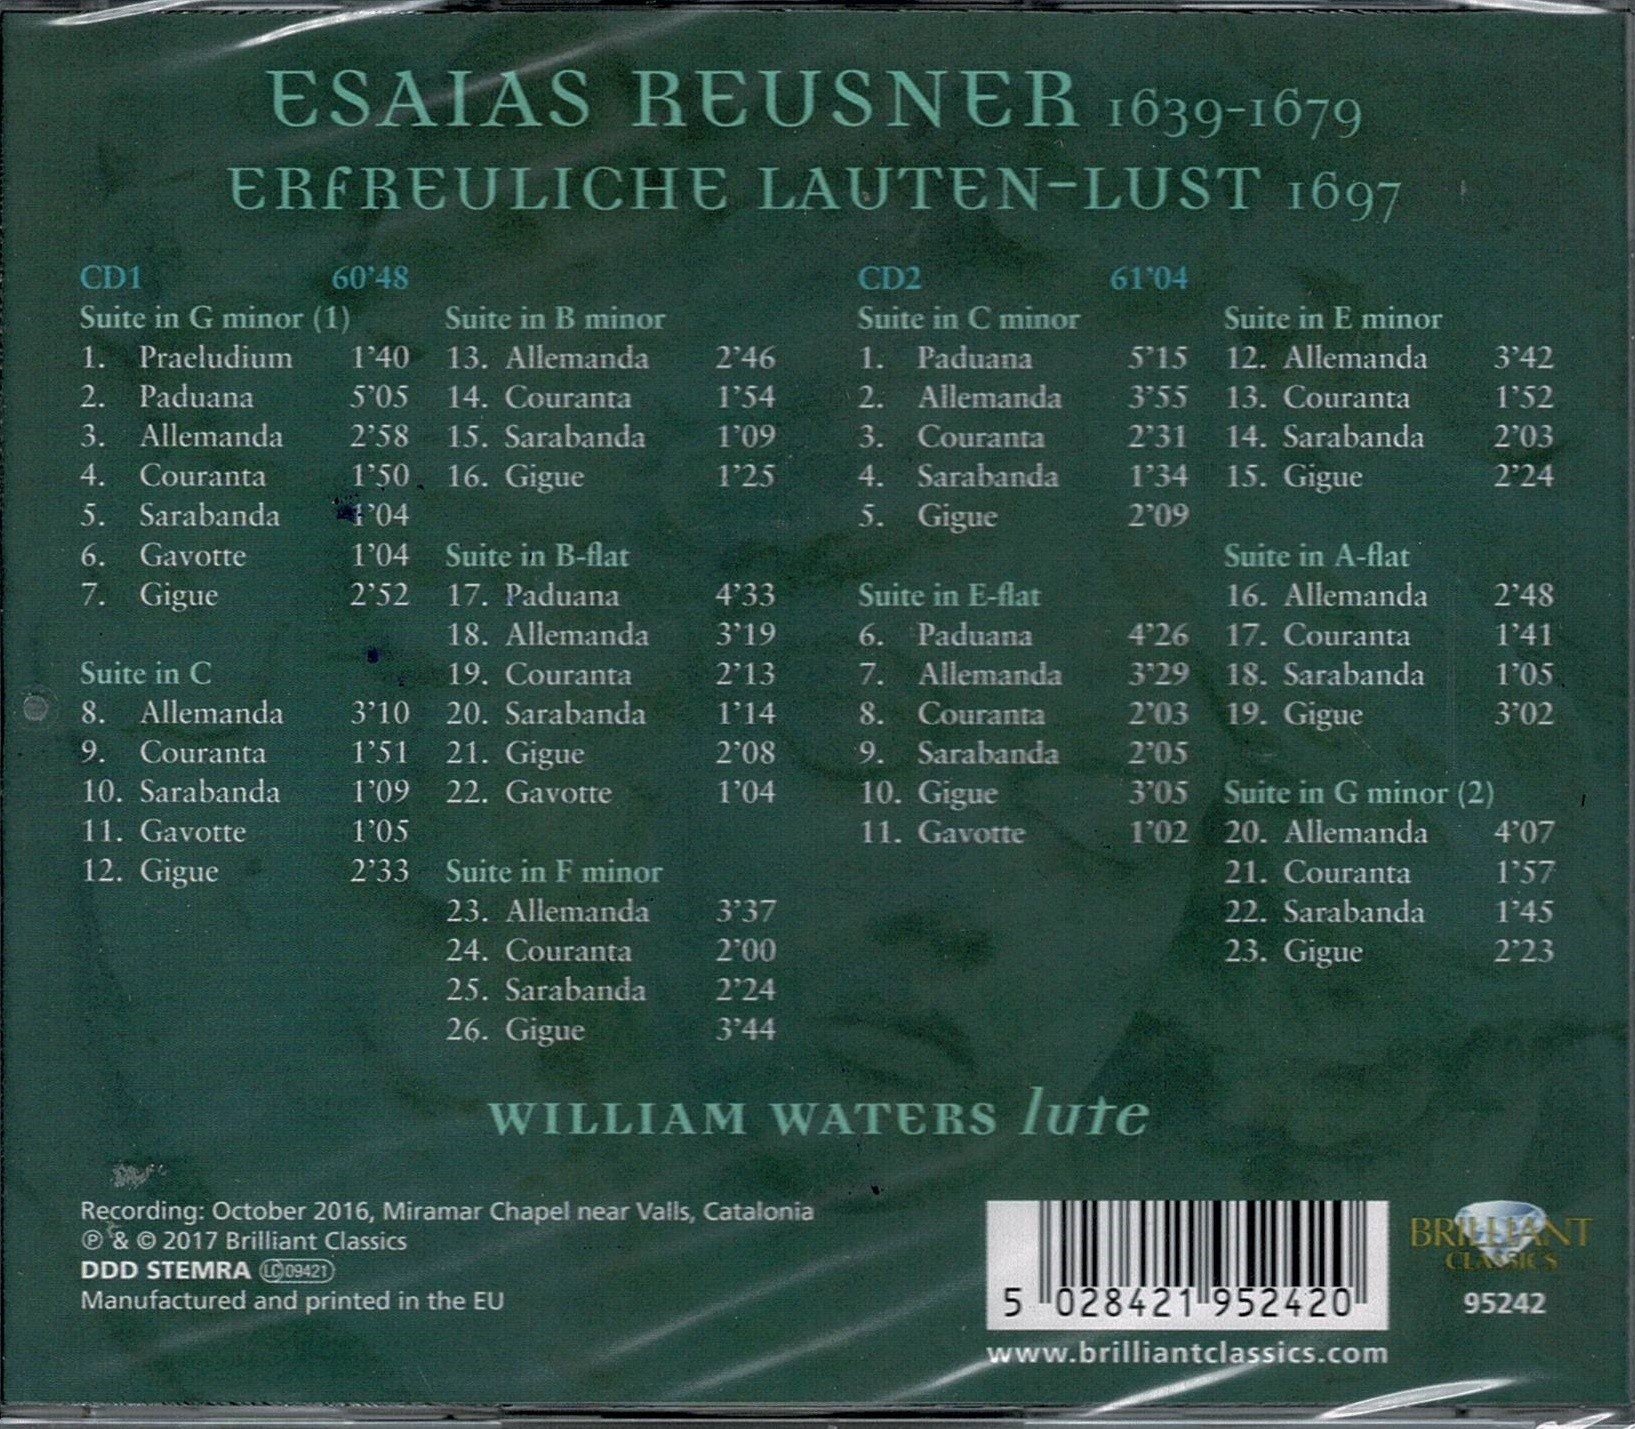 ESAIAS REUSNER 1639-1679
ERFREULICHE LAUTEN-LUST 1697
CD1 60'48
Suite in G minor (1)
1. Praeludium 1'40
2. Paduana 5'05
3. Allemanda 2'58
4. Couranta 1'50
5. Sarabanda 1'04
6. Gavotte 1'04
7. Gigue 2'52
Suite in C
8. Allemanda 3'10
9. Couranta 1'51
10. Sarabanda 1'09
11. Gavotte 1'05
12. Gigue 2'33
Suite in B minor
13. Allemanda 2'46
14. Couranta 1'54
15. Sarabanda 1'09
16. Gigue 1'25
Suite in B-flat
17. Paduana 4'33
18. Allemanda 3'19
19. Couranta 2'13
20. Sarabanda 1'14
21. Gigue 2'08
22. Gavotte 1'04
Suite in F minor
23. Allemanda 3'37
24. Couranta 2'00
25. Sarabanda 2'24
26. Gigue 3'44
CD2 61'04
Suite in C minor
1. Paduana 5'15
2. Allemanda 3'55
3. Couranta 2'31
4. Sarabanda 1'34
5. Gigue 2'09
Suite in E-flat
6. Paduana 4'26
7. Allemanda 3'29
8. Couranta 2'03
9. Sarabanda 2'05
10. Gigue 3'05
11. Gavotte 1'02
Suite in E minor
12. Allemanda 3'42
13. Couranta 1'52
14. Sarabanda 2'03
15. Gigue 2'24
Suite in A-flat
16. Allemanda 2'48
17. Couranta 1'41
18. Sarabanda 1'05
19. Gigue 3'02
Suite in G minor (2)
20. Allemanda 4'07
21. Couranta 1'57
22. Sarabanda 1'45
23. Gigue 2'23
WILLIAM WATERS lute
Recording: October 2016, Miramar Chapel near Valls, Catalonia
℗ & © 2017 Brilliant Classics
DDD STEMRA LC 09421
Manufactured and printed in the EU
5 028421 952420
www.brilliantclassics.com
BRILLIANT
CLASSICS
95242